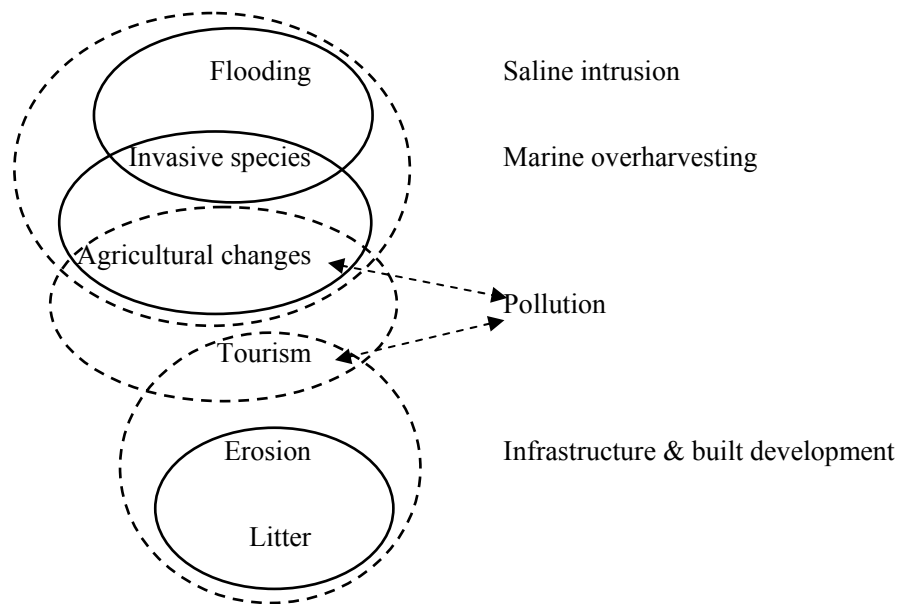 Flooding
Saline intrusion
Invasive species
Marine overharvesting
Agricultural changes
Pollution
Tourism
Erosion
Infrastructure & built development
Litter